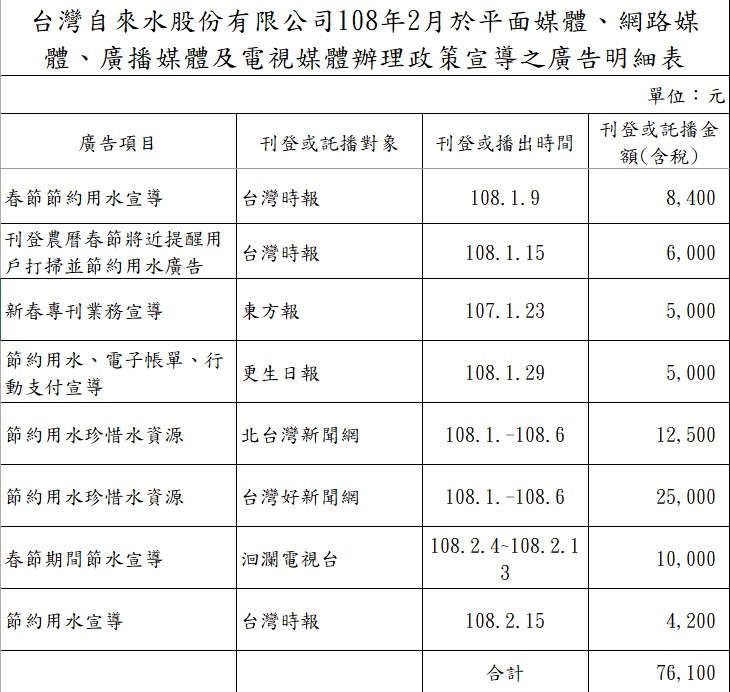 台灣自來水股份有限公司108年2月於平面媒體、網路媒
體、廣播媒體及電視媒體辦理政策宣導之廣告明細表
單位：元
廣告項目 刊登或託播對象 刊登或播出時間 刊登或託播金
額(含稅)
春節節約用水宣導 台灣時報 108.1.9 8,400
刊登農曆春節將近提醒用
戶打掃並節約用水廣告 台灣時報 108.1.15 6,000
新春專刊業務宣導 東方報 107.1.23 5,000
節約用水、電子帳單、行
動支付宣導 更生日報 108.1.29 5,000
節約用水珍惜水資源 北台灣新聞網 108.1.-108.6 12,500
節約用水珍惜水資源 台灣好新聞網 108.1.-108.6 25,000
春節期間節水宣導 洄瀾電視台 108.2.4~108.2.1
3 10,000
節約用水宣導 台灣時報 108.2.15 4,200
合計 76,100